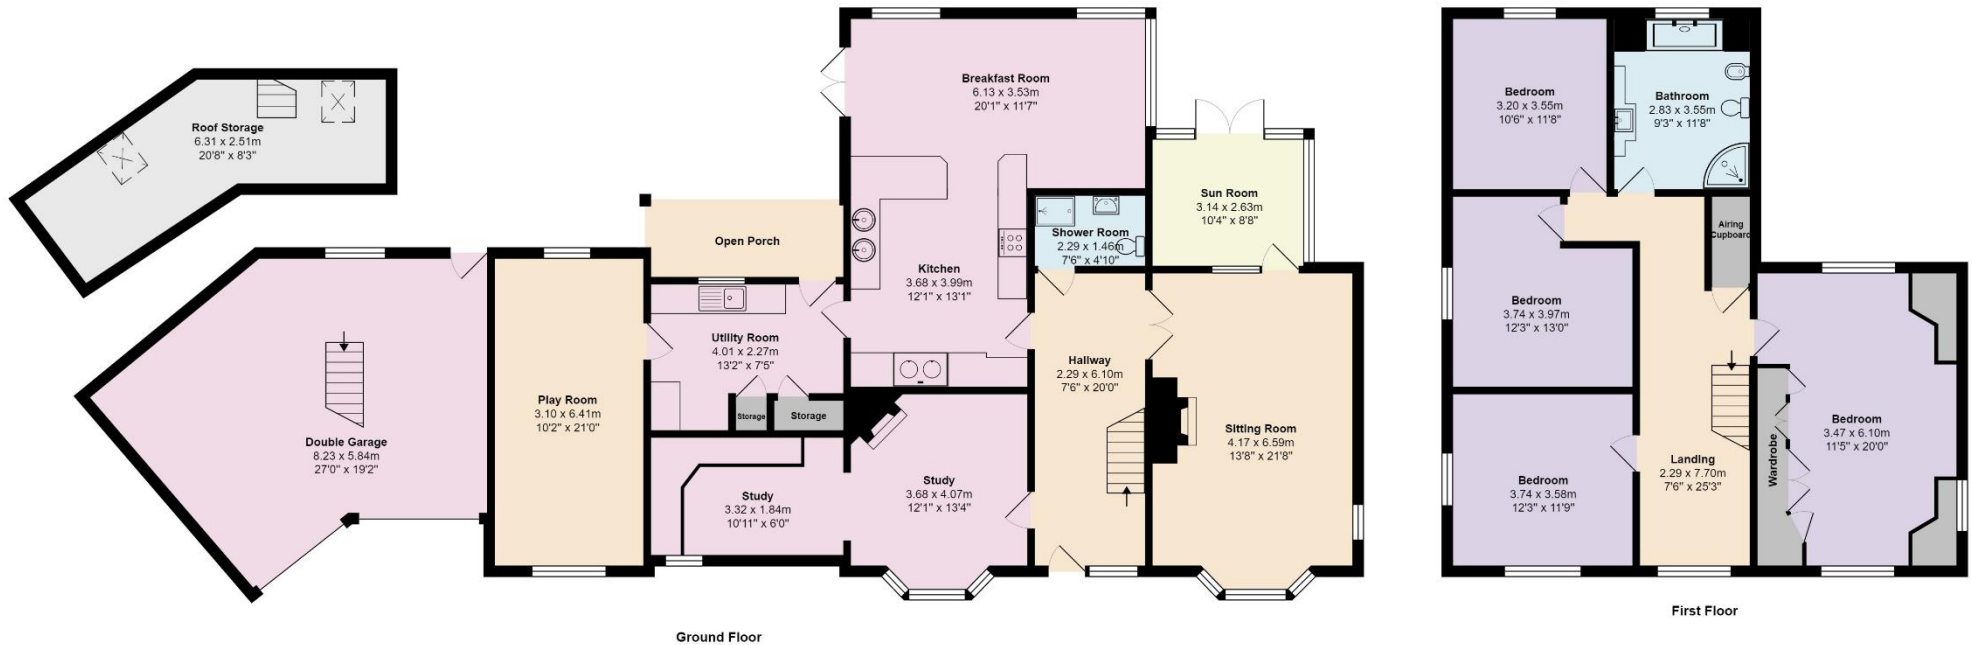 Roof Storage
6.31 x 2.51m
20'8" x 8'3"
Double Garage
8.23 x 5.84m
27'0" x 19'2"
Play Room
3.10 x 6.41m
10'2" x 21'0"
Open Porch
Utility Room
4.01 x 2.27m
13'2" x 7'5"
Storage
Storage
Study
3.32 x 1.84m
10'11" x 6'0"
Breakfast Room
6.13 x 3.53m
20'1" x 11'7"
Kitchen
3.68 x 3.99m
12'1" x 13'1"
Study
3.68 x 4.07m
12'1" x 13'4"
Shower Room
2.29 x 1.46m
7'6" x 4'10"
Hallway
2.29 x 6.10m
7'6" x 20'0"
Sun Room
3.14 x 2.63m
10'4" x 8'8"
Sitting Room
4.17 x 6.59m
13'8" x 21'8"
Ground Floor
Bedroom
3.20 x 3.55m
10'6" x 11'8"
Bathroom
2.83 x 3.55m
9'3" x 11'8"
Airing
Cupboard
Bedroom
3.74 x 3.97m
12'3" x 13'0"
Bedroom
3.74 x 3.58m
12'3" x 11'9"
Landing
2.29 x 7.70m
7'6" x 25'3"
Wardrobe
Bedroom
3.47 x 6.10m
11'5" x 20'0"
First Floor